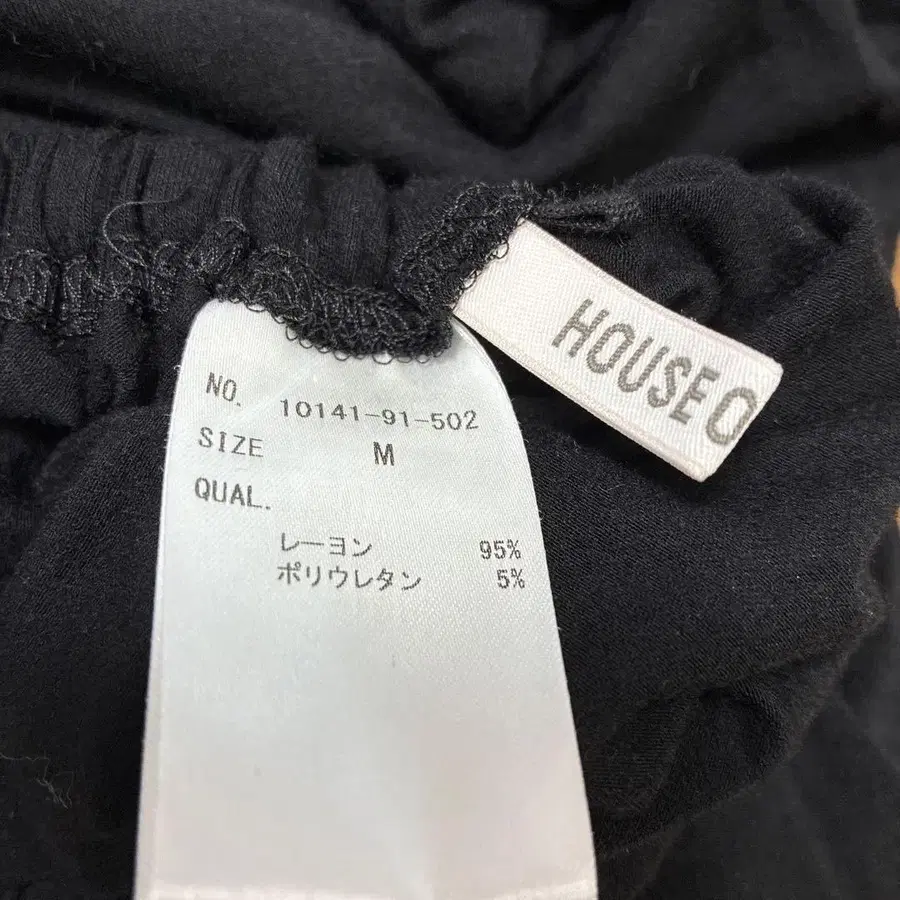 HOUSE O
NO. 10141-91-502
SIZE M
QUAL.
レーヨン 95%
ポリウレタン 5%